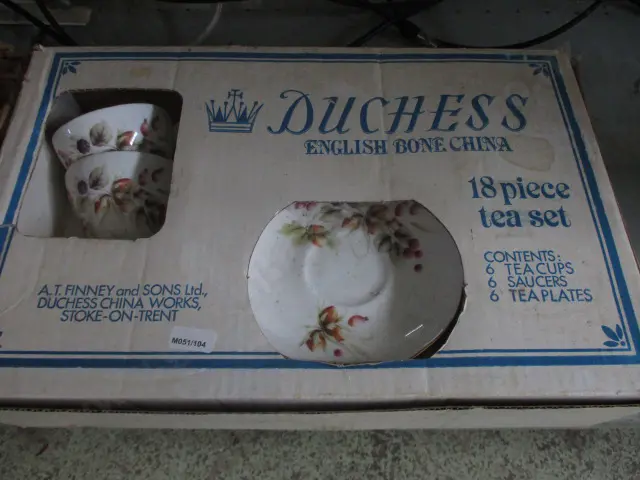 DUCHESS
ENGLISH BONE CHINA
18 piece
tea set
CONTENTS:
6 TEA CUPS
6 SAUCERS
6 TEA PLATES
A.T. FINNEY and SONS Ltd.,
DUCHESS CHINA WORKS,
STOKE-ON-TRENT
M051/104